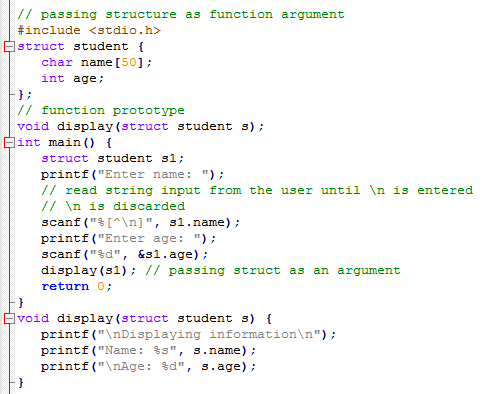 // passing structure as function argument
#include <stdio.h>
struct student {
char name[50];
int age;
};
// function prototype
void display(struct student s);
int main() {
struct student s1;
printf("Enter name: ");
// read string input from the user until \n is entered
// \n is discarded
scanf("%[^\n]", s1.name);
printf("Enter age: ");
scanf("%d", &s1.age);
display(s1); // passing struct as an argument
return 0;
}
void display(struct student s) {
printf("\nDisplaying information\n");
printf("Name: %s", s.name);
printf("\nAge: %d", s.age);
}